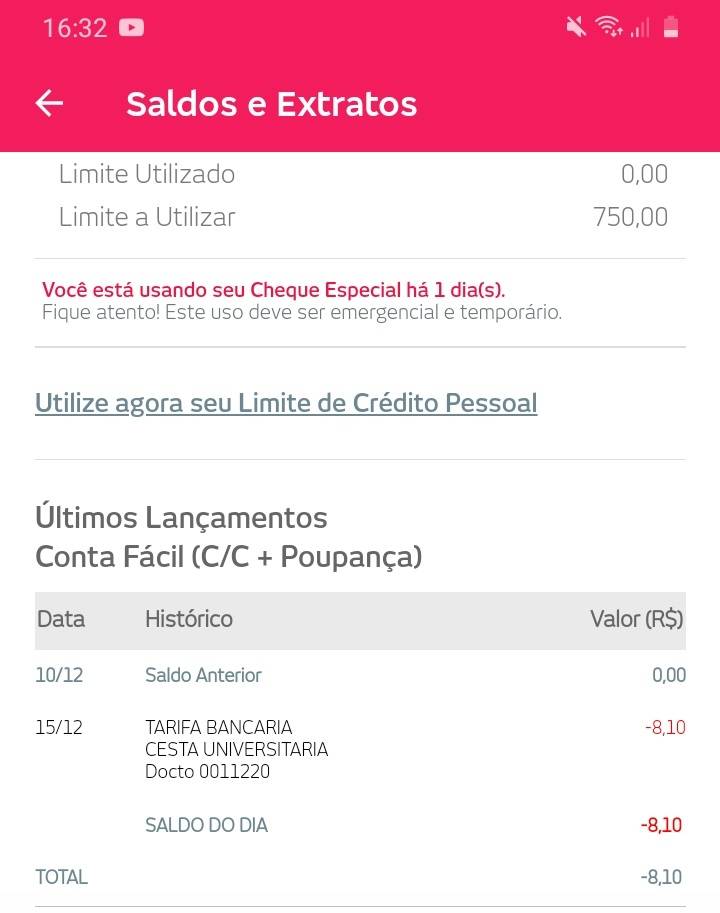 16:32
Saldos e Extratos
Limite Utilizado 0,00
Limite a Utilizar 750,00
Você está usando seu Cheque Especial há 1 dia(s).
Fique atento! Este uso deve ser emergencial e temporário.
Utilize agora seu Limite de Crédito Pessoal
Últimos Lançamentos
Conta Fácil (C/C + Poupança)
Data Histórico Valor (R$)
10/12 Saldo Anterior 0,00
15/12 TARIFA BANCARIA -8,10
CESTA UNIVERSITARIA
Docto 0011220
SALDO DO DIA -8,10
TOTAL -8,10